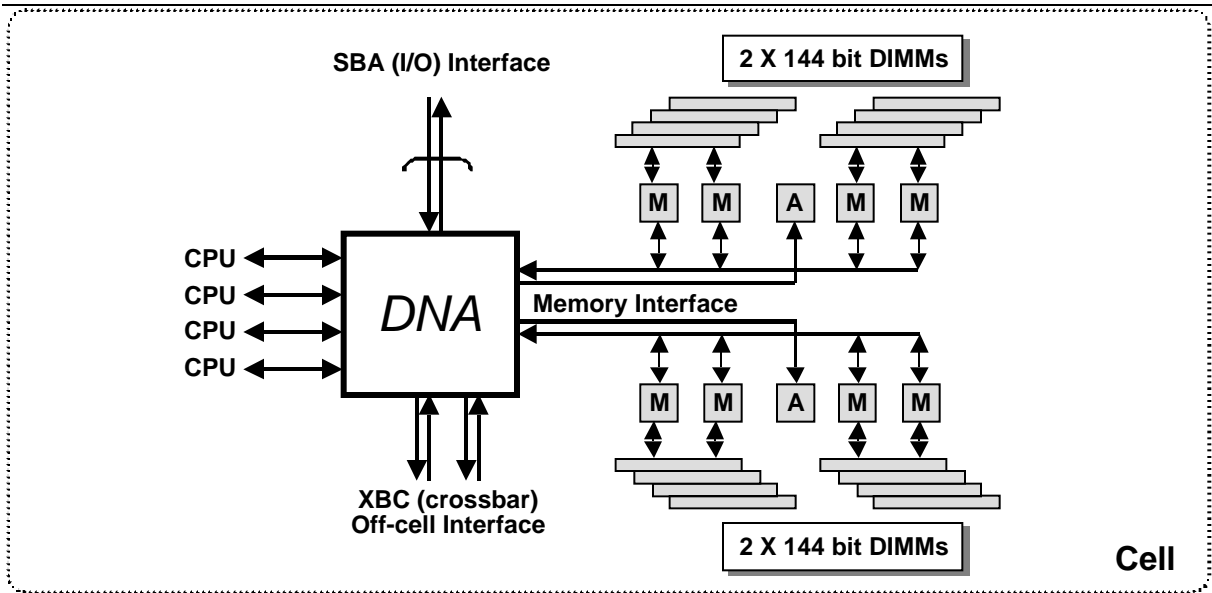 SBA (I/O) Interface
2 X 144 bit DIMMs
M M A M M
CPU
CPU
CPU
CPU
DNA
Memory Interface
M M A M M
XBC (crossbar)
Off-cell Interface
2 X 144 bit DIMMs
Cell